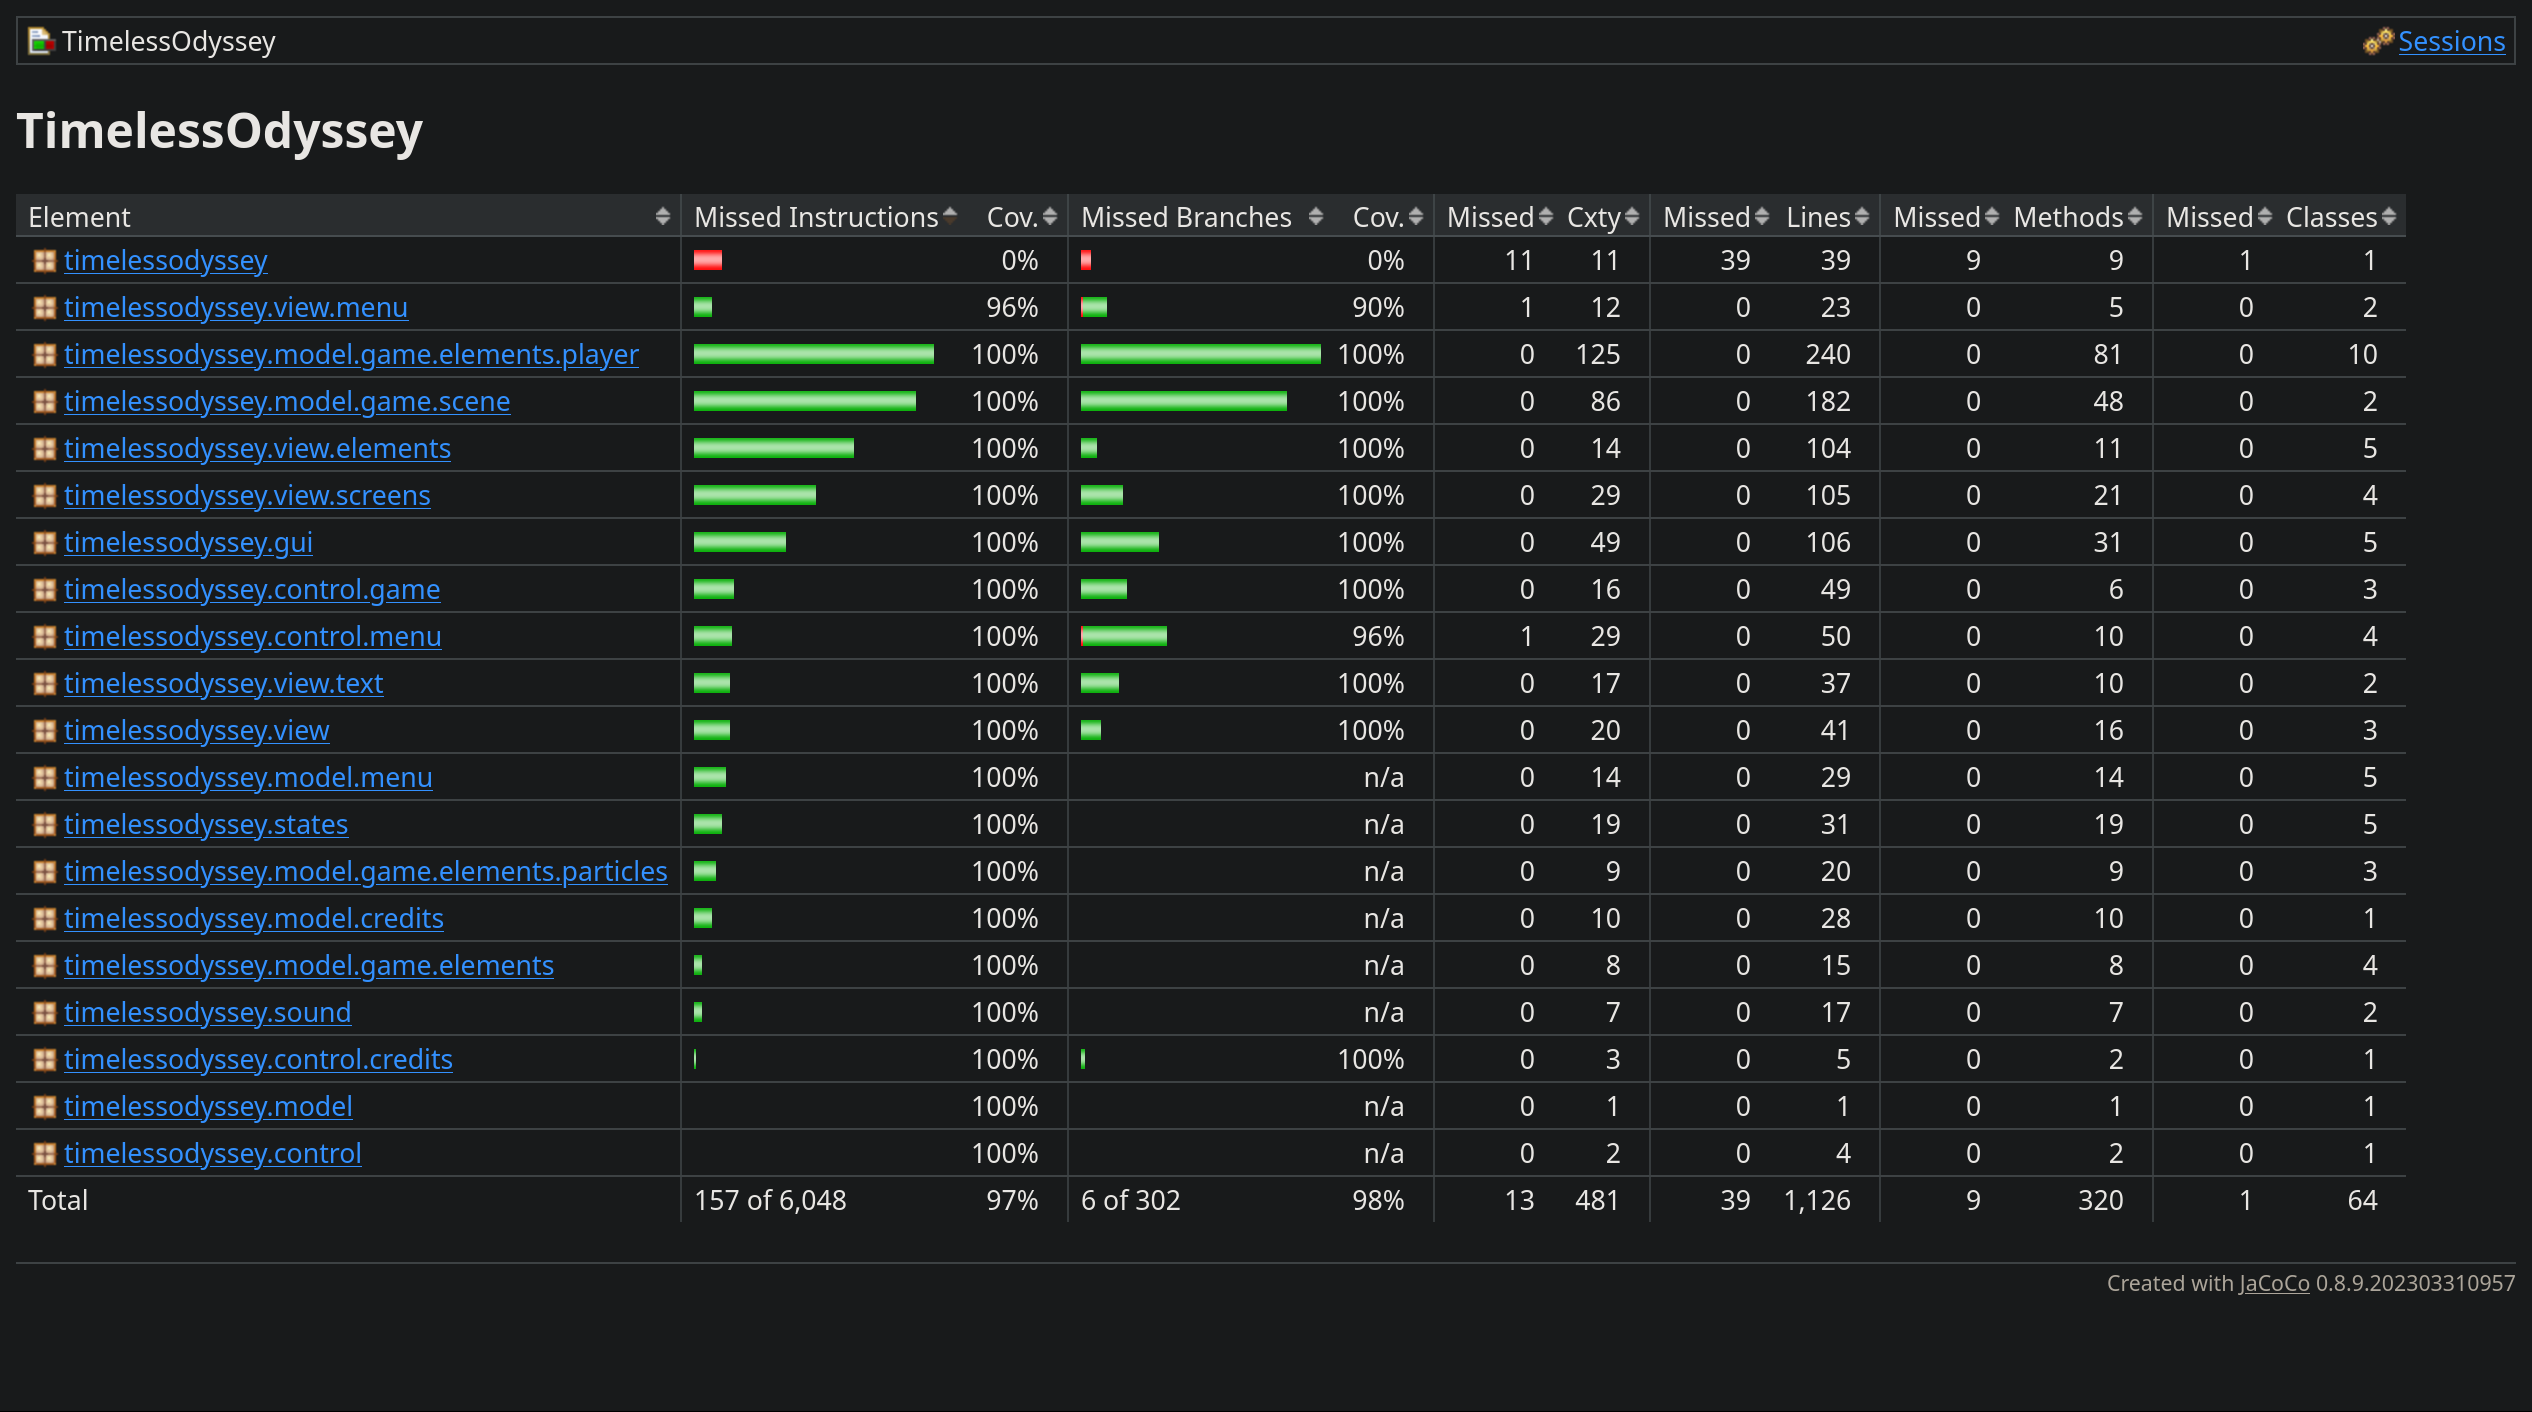 TimelessOdyssey Sessions
TimelessOdyssey
Element Missed Instructions Cov. Missed Branches Cov. Missed Cxty Missed Lines Missed Methods Missed Classes
timelessodyssey 0% 0% 11 11 39 39 9 9 1 1
timelessodyssey.view.menu 96% 90% 1 12 0 23 0 5 0 2
timelessodyssey.model.game.elements.player 100% 100% 0 125 0 240 0 81 0 10
timelessodyssey.model.game.scene 100% 100% 0 86 0 182 0 48 0 2
timelessodyssey.view.elements 100% 100% 0 14 0 104 0 11 0 5
timelessodyssey.view.screens 100% 100% 0 29 0 105 0 21 0 4
timelessodyssey.gui 100% 100% 0 49 0 106 0 31 0 5
timelessodyssey.control.game 100% 100% 0 16 0 49 0 6 0 3
timelessodyssey.control.menu 100% 96% 1 29 0 50 0 10 0 4
timelessodyssey.view.text 100% 100% 0 17 0 37 0 10 0 2
timelessodyssey.view 100% 100% 0 20 0 41 0 16 0 3
timelessodyssey.model.menu 100% n/a 0 14 0 29 0 14 0 5
timelessodyssey.states 100% n/a 0 19 0 31 0 19 0 5
timelessodyssey.model.game.elements.particles 100% n/a 0 9 0 20 0 9 0 3
timelessodyssey.model.credits 100% n/a 0 10 0 28 0 10 0 1
timelessodyssey.model.game.elements 100% n/a 0 8 0 15 0 8 0 4
timelessodyssey.sound 100% n/a 0 7 0 17 0 7 0 2
timelessodyssey.control.credits 100% 100% 0 3 0 5 0 2 0 1
timelessodyssey.model 100% n/a 0 1 0 1 0 1 0 1
timelessodyssey.control 100% n/a 0 2 0 4 0 2 0 1
Total 157 of 6,048 97% 6 of 302 98% 13 481 39 1,126 9 320 1 64
Created with JaCoCo 0.8.9.202303310957